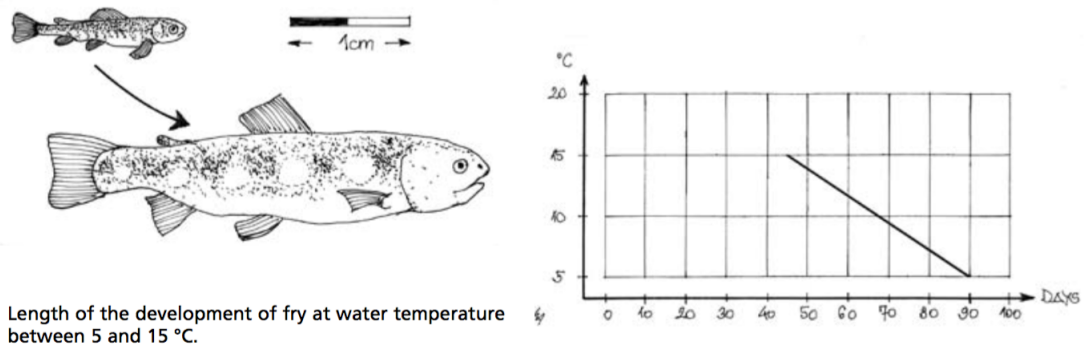 1cm
°C
20
15
10
5
0 10 20 30 40 50 60 70 80 90 100
DAYS
Length of the development of fry at water temperature
between 5 and 15 °C.